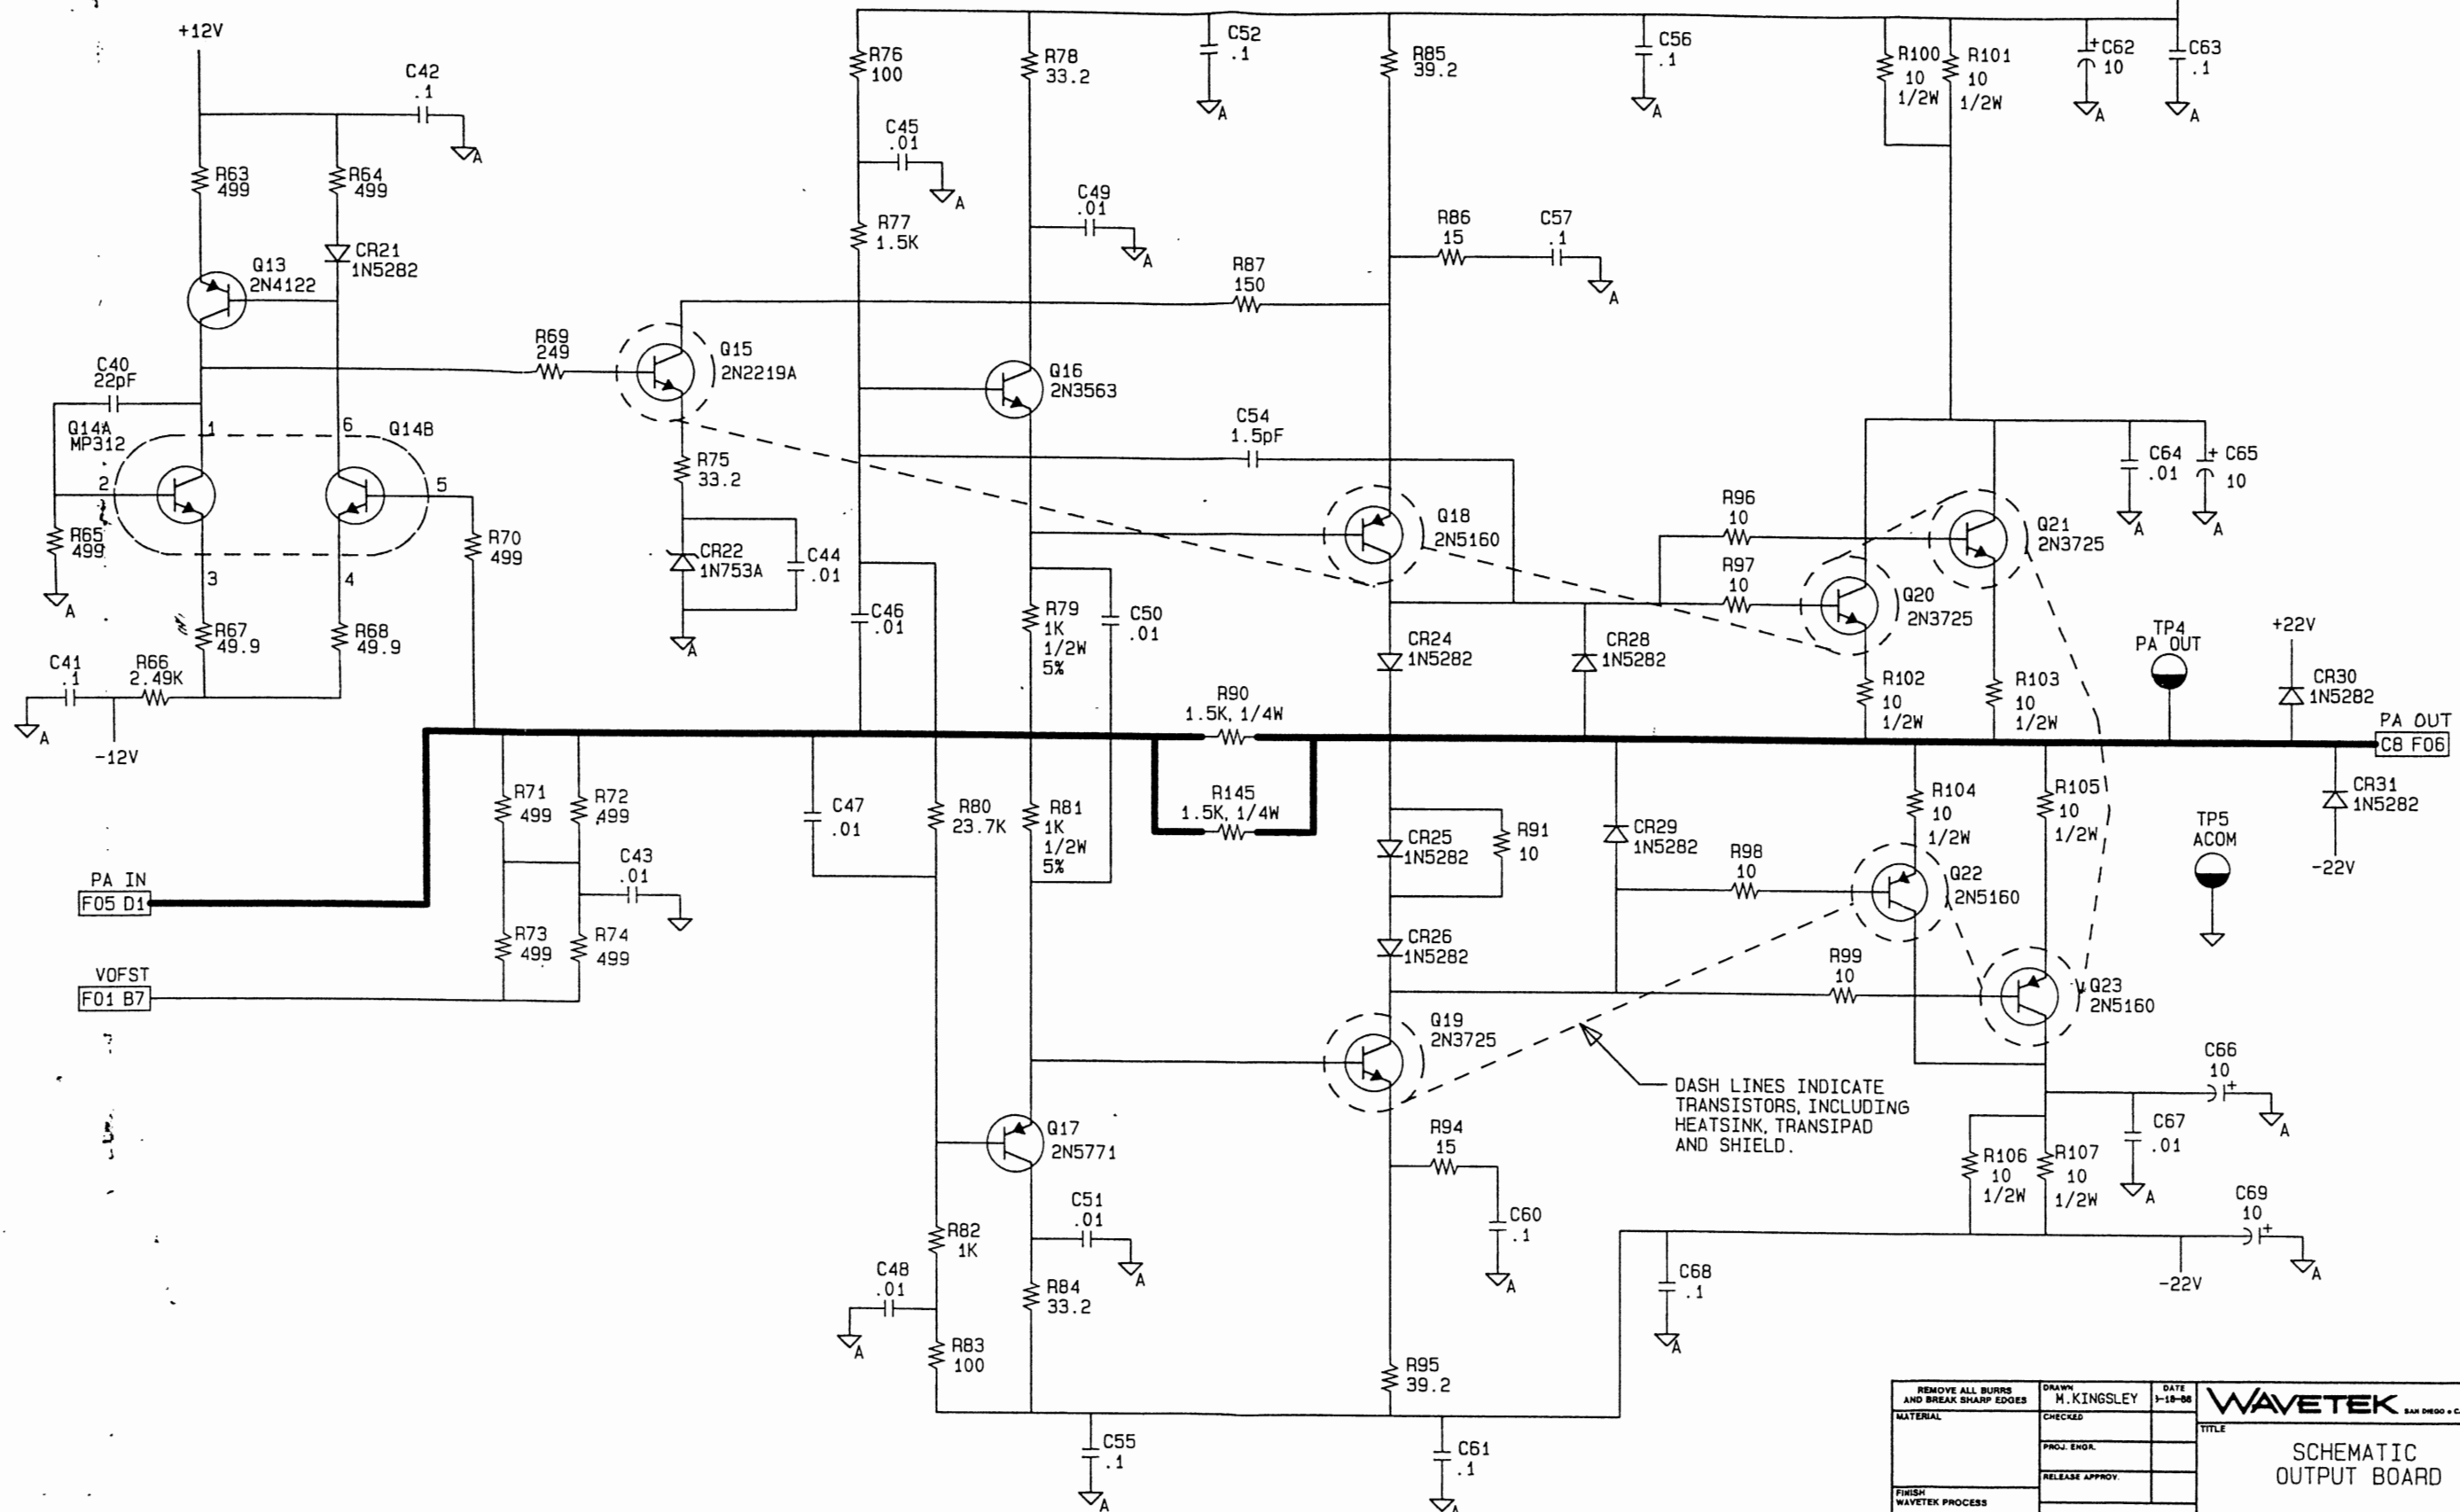 +12V
C42
.1
R63
499
R64
499
CR21
1N5282
Q13
2N4122
C40
22pF
Q14A
MP312
1
6
Q14B
2
5
3
4
R65
499
A
R67
49.9
R68
49.9
R70
499
C41
.1
R66
2.49K
A
-12V
A
R69
249
Q15
2N2219A
R75
33.2
CR22
1N753A
C44
.01
A
R76
100
C45
.01
A
R77
1.5K
R78
33.2
C49
.01
A
Q16
2N3563
C52
.1
A
R85
39.2
R86
15
C57
.1
A
R87
150
C54
1.5pF
C56
.1
A
R100
10
1/2W
R101
10
1/2W
+
C62
10
A
C63
.1
A
C64
.01
A
+
C65
10
A
Q18
2N5160
R96
10
R97
10
Q21
2N3725
Q20
2N3725
C46
.01
R79
1K
1/2W
5%
C50
.01
CR24
1N5282
CR28
1N5282
R102
10
1/2W
R103
10
1/2W
TP4
PA OUT
+22V
CR30
1N5282
PA OUT
C8 F06
R90
1.5K, 1/4W
R145
1.5K, 1/4W
R71
499
R72
499
C43
.01
R73
499
R74
499
PA IN
F05 D1
VOFST
F01 B7
C47
.01
R80
23.7K
R81
1K
1/2W
5%
CR25
1N5282
R91
10
CR26
1N5282
CR29
1N5282
R98
10
R99
10
R104
10
1/2W
R105
10
1/2W
Q22
2N5160
Q23
2N5160
TP5
ACOM
CR31
1N5282
-22V
Q19
2N3725
DASH LINES INDICATE
TRANSISTORS, INCLUDING
HEATSINK, TRANSIPAD
AND SHIELD.
Q17
2N5771
R82
1K
C48
.01
A
R83
100
C51
.01
A
R84
33.2
R94
15
C60
.1
A
R95
39.2
C55
.1
A
C61
.1
A
C66
10
+
A
C67
.01
A
R106
10
1/2W
R107
10
1/2W
C69
10
+
A
-22V
C68
.1
A
REMOVE ALL BURRS
AND BREAK SHARP EDGES
DRAWN
M.KINGSLEY
DATE
MATERIAL
CHECKED
PROJ. ENGR.
RELEASE APPROV.
FINISH
WAVETEK PROCESS
WAVETEK
SAN DIEGO
TITLE
SCHEMATIC
OUTPUT BOARD